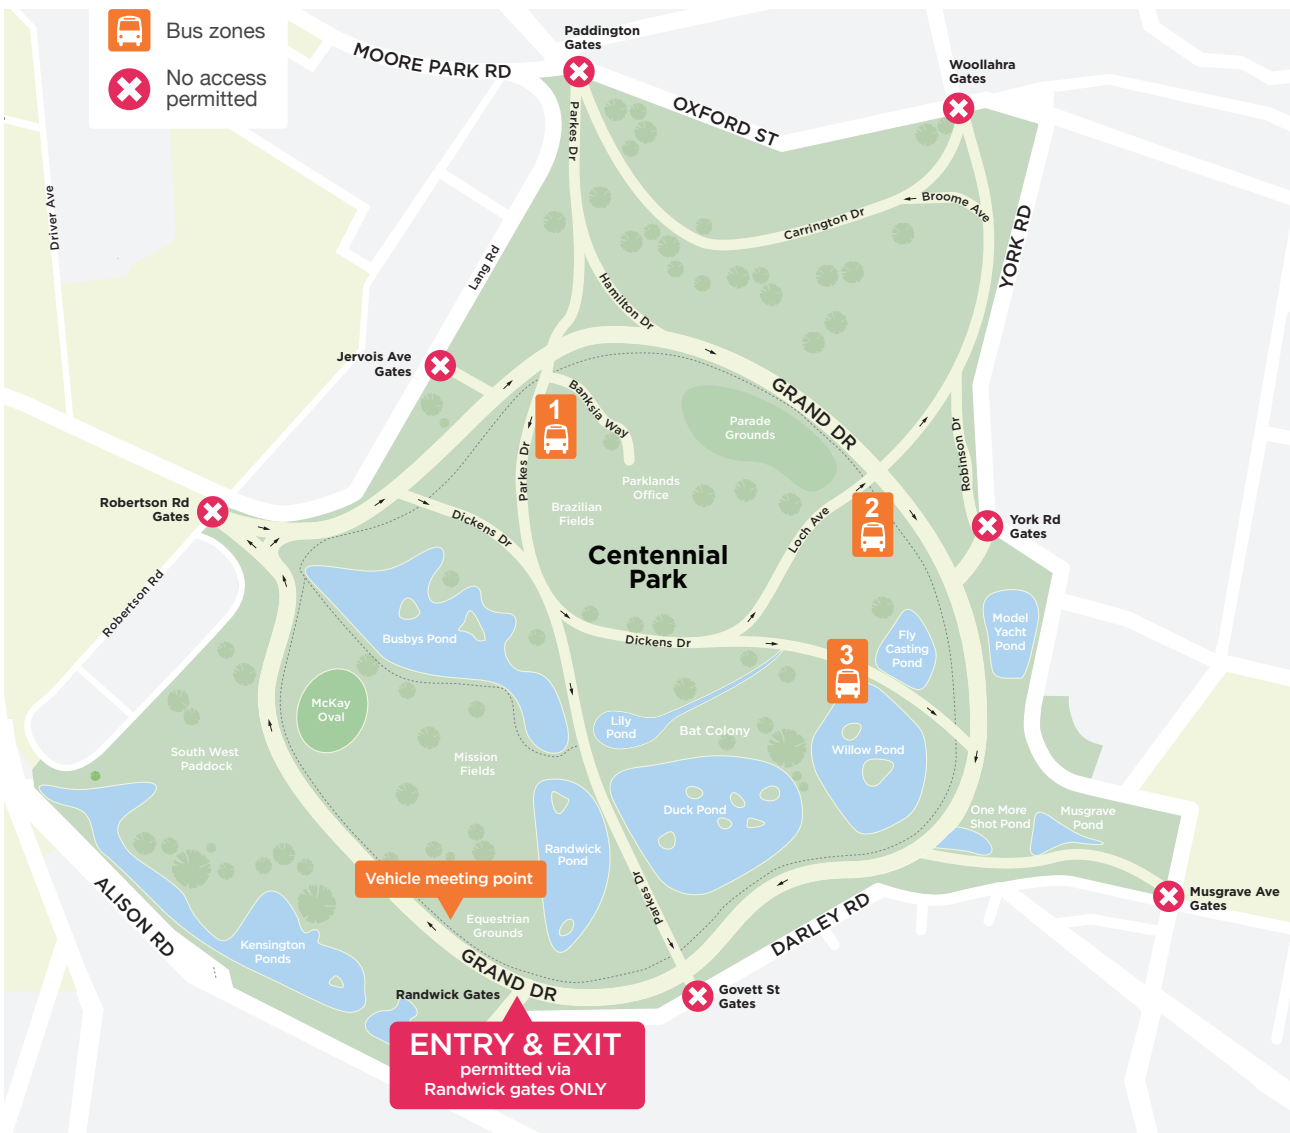 Bus zones
No access
permitted
Paddington
Gates
MOORE PARK RD
Woollahra
Gates
OXFORD ST
Parkes Dr
Driver Ave
Broome Ave
Carrington Dr
YORK RD
Lang Rd
Hamilton Dr
Jervois Ave
Gates
Banksia Way
GRAND DR
1
Parade
Grounds
Parkes Dr
Robinson Dr
Parklands
Office
Robertson Rd
Gates
Brazilian
Fields
2
Dickens Dr
Loch Ave
York Rd
Gates
Centennial
Park
Robertson Rd
Busbys Pond
Dickens Dr
Fly
Casting
Pond
Model
Yacht
Pond
3
McKay
Oval
Lily
Pond
Bat Colony
South West
Paddock
Mission
Fields
Willow Pond
Duck Pond
One More
Shot Pond
Musgrave
Pond
Randwick
Pond
Vehicle meeting point
Parkes Dr
Musgrave Ave
Gates
ALISON RD
Equestrian
Grounds
DARLEY RD
Kensington
Ponds
GRAND DR
Randwick Gates
Govett St
Gates
ENTRY & EXIT
permitted via
Randwick gates ONLY